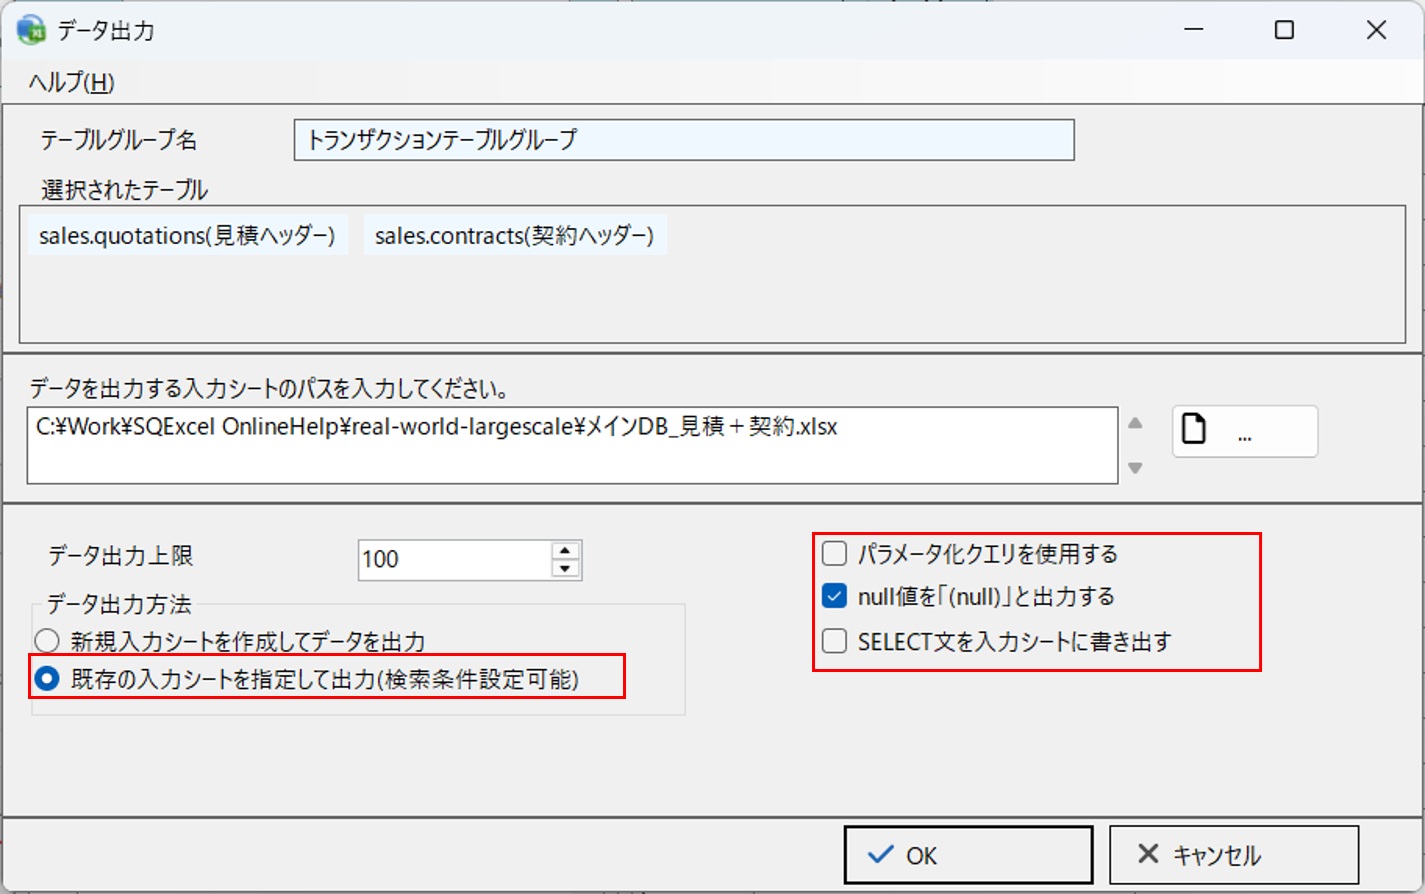 データ出力
ヘルプ(H)
テーブルグループ名
トランザクションテーブルグループ
選択されたテーブル
sales.quotations(見積ヘッダー) sales.contracts(契約ヘッダー)
データを出力する入力シートのパスを入力してください。
C:¥Work¥SQExcel OnlineHelp¥real-world-largescale¥メインDB_見積＋契約.xlsx
...
データ出力上限
100
データ出力方法
新規入力シートを作成してデータを出力
既存の入力シートを指定して出力(検索条件設定可能)
パラメータ化クエリを使用する
null値を「(null)」と出力する
SELECT文を入力シートに書き出す
OK
キャンセル